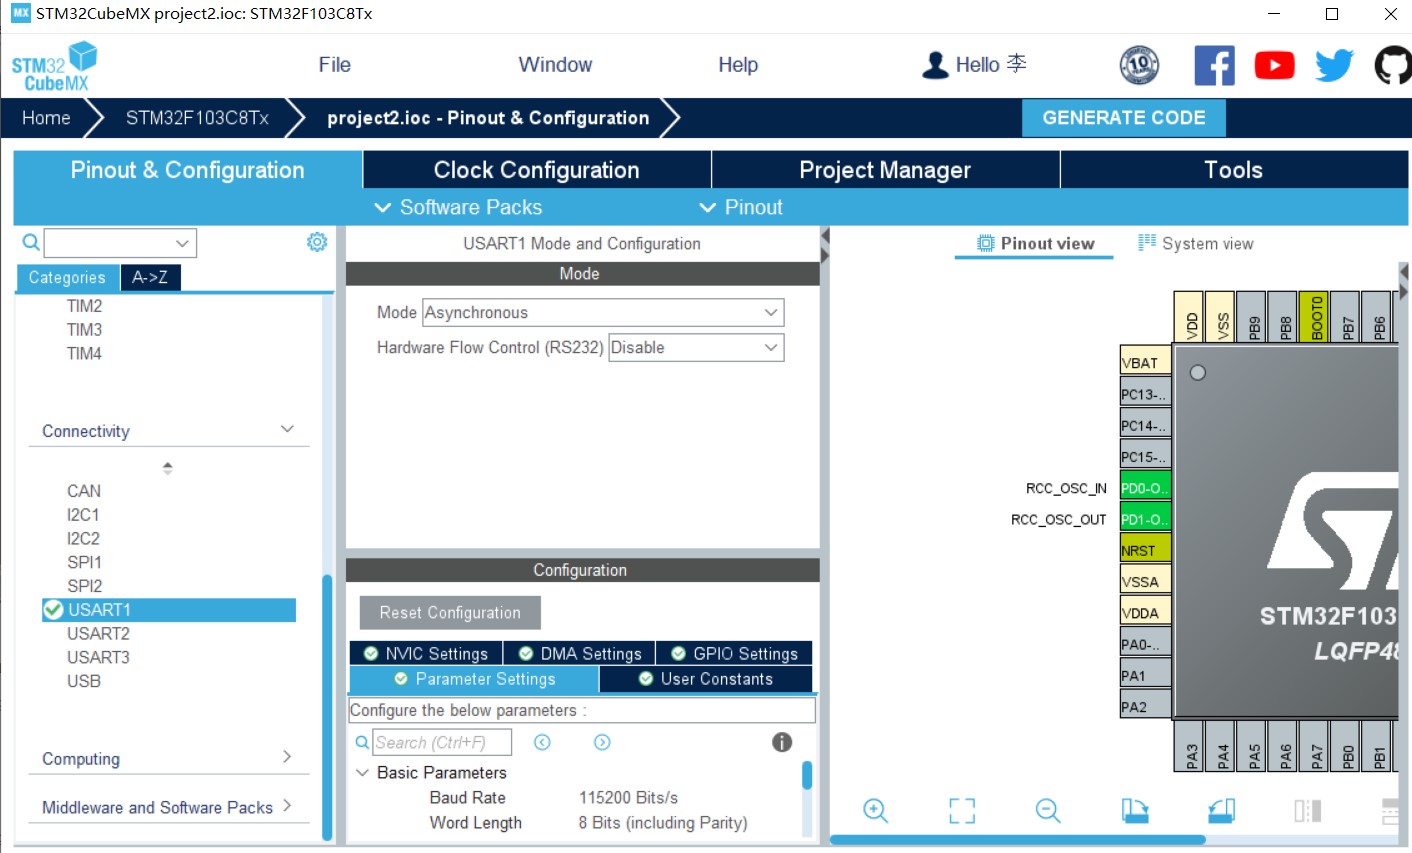 MX STM32CubeMX project2.ioc: STM32F103C8Tx
STM32 CubeMX
File
Window
Help
Hello 李
10
Home
STM32F103C8Tx
project2.ioc - Pinout & Configuration
GENERATE CODE
Pinout & Configuration
Clock Configuration
Project Manager
Tools
Software Packs
Pinout
Categories
A->Z
TIM2
TIM3
TIM4
Connectivity
CAN
I2C1
I2C2
SPI1
SPI2
USART1
USART2
USART3
USB
Computing
Middleware and Software Packs
USART1 Mode and Configuration
Mode
Mode Asynchronous
Hardware Flow Control (RS232) Disable
Configuration
Reset Configuration
NVIC Settings
DMA Settings
GPIO Settings
Parameter Settings
User Constants
Configure the below parameters :
Search (Ctrl+F)
Basic Parameters
Baud Rate 115200 Bits/s
Word Length 8 Bits (including Parity)
Pinout view
System view
VDD
VSS
PB9
PB8
BOOT0
PB7
PB6
VBAT
PC13-..
PC14-..
PC15-..
RCC_OSC_IN PD0-O..
RCC_OSC_OUT PD1-O..
NRST
VSSA
VDDA
PA0-..
PA1
PA2
STM32F103
LQFP48
PA3
PA4
PA5
PA6
PA7
PB0
PB1